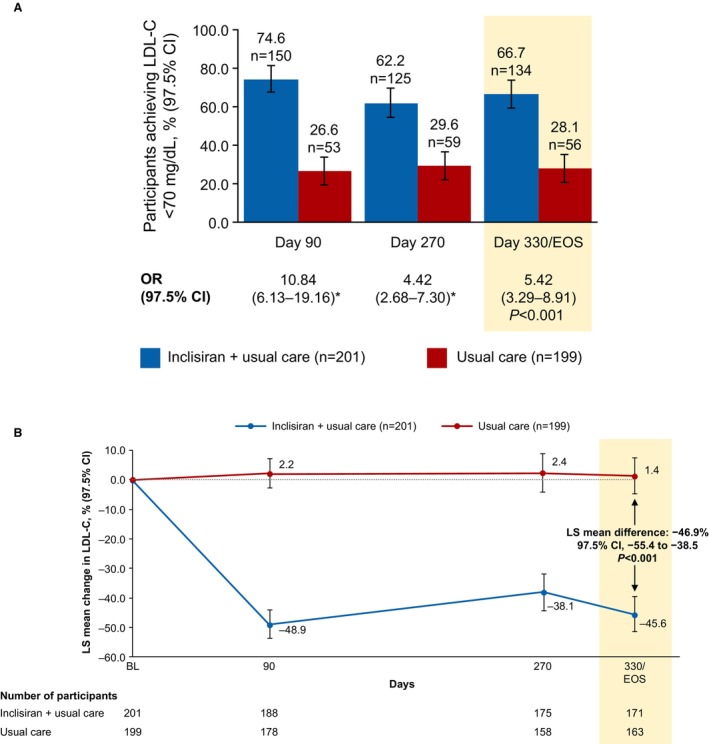 A
Participants achieving LDL-C
<70 mg/dL, % (97.5% CI)
100.0
80.0
60.0
40.0
20.0
0.0
74.6
n=150
26.6
n=53
62.2
n=125
29.6
n=59
66.7
n=134
28.1
n=56
Day 90
Day 270
Day 330/EOS
OR
(97.5% CI)
10.84
(6.13–19.16)*
4.42
(2.68–7.30)*
5.42
(3.29–8.91)
P<0.001
Inclisiran + usual care (n=201)
Usual care (n=199)
B
Inclisiran + usual care (n=201)
Usual care (n=199)
LS mean change in LDL-C, % (97.5% CI)
10.0
0.0
–10.0
–20.0
–30.0
–40.0
–50.0
–60.0
2.2
2.4
1.4
LS mean difference: −46.9%
97.5% CI, −55.4 to −38.5
P<0.001
–48.9
–38.1
–45.6
BL
90
270
330/
EOS
Days
Number of participants
Inclisiran + usual care 201 188 175 171
Usual care 199 178 158 163